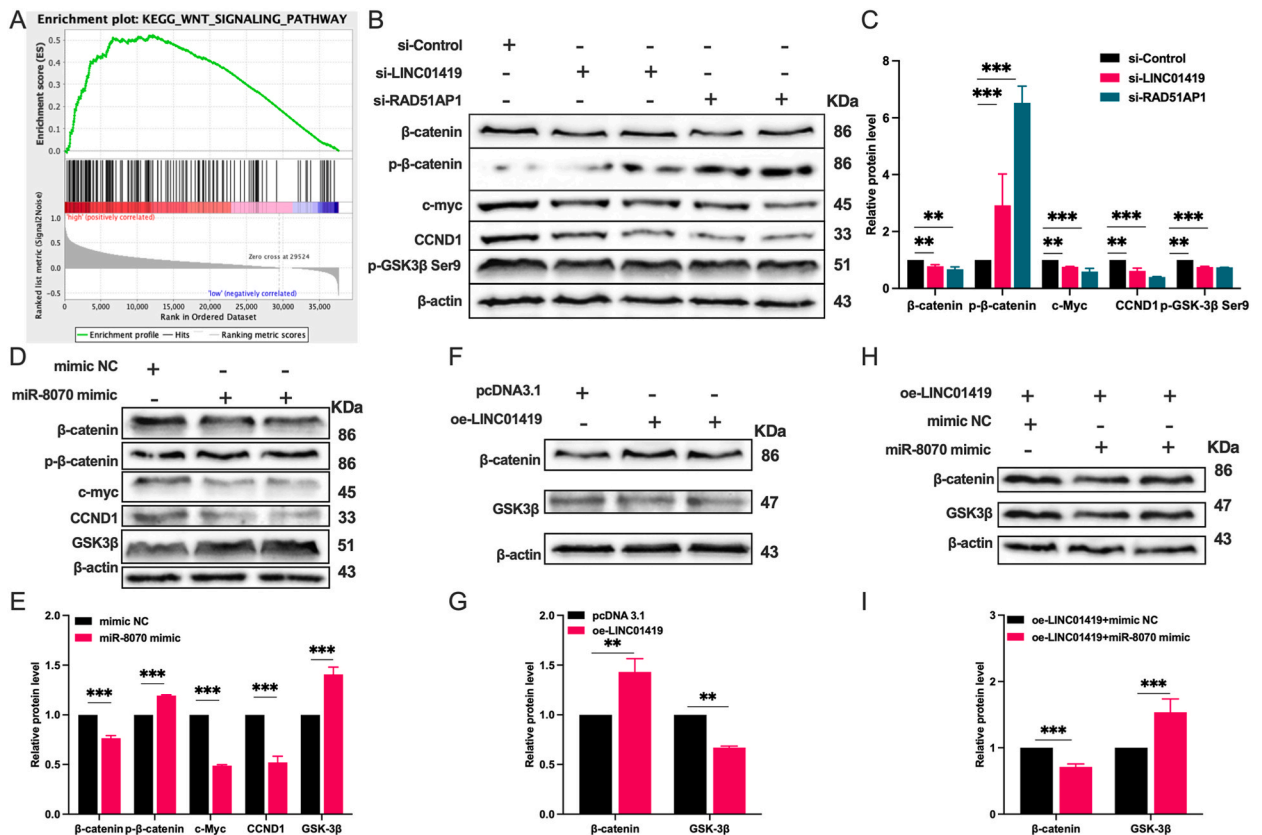 A
Enrichment plot: KEGG_WNT_SIGNALING_PATHWAY
Enrichment score (ES)
0.5
0.4
0.3
0.2
0.1
0.0
'high' (positively correlated)
Ranked list metric (Signal2Noise)
1.0
0.5
0.0
-0.5
Zero cross at 29524
'low' (negatively correlated)
0 5,000 10,000 15,000 20,000 25,000 30,000 35,000
Rank in Ordered Dataset
Enrichment profile Hits Ranking metric scores
B
si-Control + - - - -
si-LINC01419 - + + - -
si-RAD51AP1 - - - + +
KDa
β-catenin 86
p-β-catenin 86
c-myc 45
CCND1 33
p-GSK3β Ser9 51
β-actin 43
C
si-Control
si-LINC01419
si-RAD51AP1
Relative protein level
8
6
4
2
0
** **
*** ***
*** **
*** **
*** **
β-catenin p-β-catenin c-Myc CCND1 p-GSK-3β Ser9
D
mimic NC + - -
miR-8070 mimic - + +
KDa
β-catenin 86
p-β-catenin 86
c-myc 45
CCND1 33
GSK3β 51
β-actin 43
E
mimic NC
miR-8070 mimic
Relative protein level
2.0
1.5
1.0
0.5
0.0
*** *** *** *** ***
β-catenin p-β-catenin c-Myc CCND1 GSK-3β
F
pcDNA3.1 + - -
oe-LINC01419 - + +
KDa
β-catenin 86
GSK3β 47
β-actin 43
G
pcDNA 3.1
oe-LINC01419
Relative protein level
2.0
1.5
1.0
0.5
0.0
** **
β-catenin GSK-3β
H
oe-LINC01419 + + +
mimic NC + - -
miR-8070 mimic - + +
KDa
β-catenin 86
GSK3β 47
β-actin 43
I
oe-LINC01419+mimic NC
oe-LINC01419+miR-8070 mimic
Relative protein level
3
2
1
0
*** ***
β-catenin GSK-3β